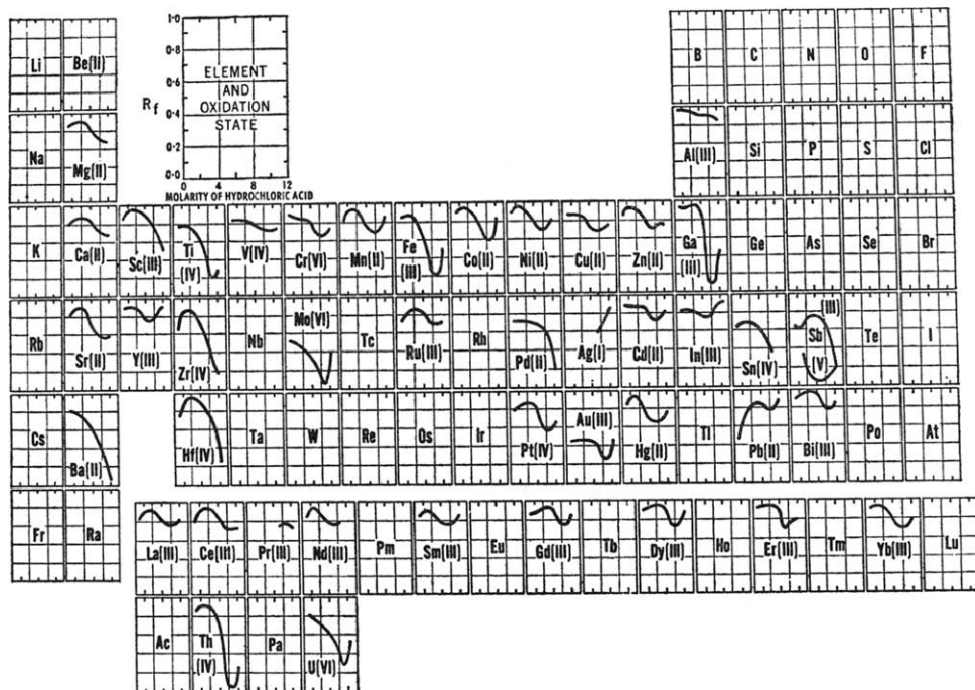 1·0
0·8
0·6
0·4
0·2
0·0
R f
ELEMENT
AND
OXIDATION
STATE
0 4 8 12
MOLARITY OF HYDROCHLORIC ACID
Li Be(II) B C N O F
Na Mg(II) Al(III) Si P S Cl
K Ca(II) Sc(III) Ti (IV) V(IV) Cr(VI) Mn(II) Fe (III) Co(II) Ni(II) Cu(II) Zn(II) Ga (III) Ge As Se Br
Rb Sr(II) Y(III) Zr(IV) Nb Mo(VI) Tc Ru(III) Rh Pd(II) Ag(I) Cd(II) In(III) Sn(IV) (III) Sb (V) Te I
Cs Ba(II) Hf(IV) Ta W Re Os Ir Pt(IV) Au(III) Hg(II) Tl Pb(II) Bi(III) Po At
Fr Ra
La(III) Ce(III) Pr(III) Nd(III) Pm Sm(III) Eu Gd(III) Tb Dy(III) Ho Er(III) Tm Yb(III) Lu
Ac Th (IV) Pa U(VI)